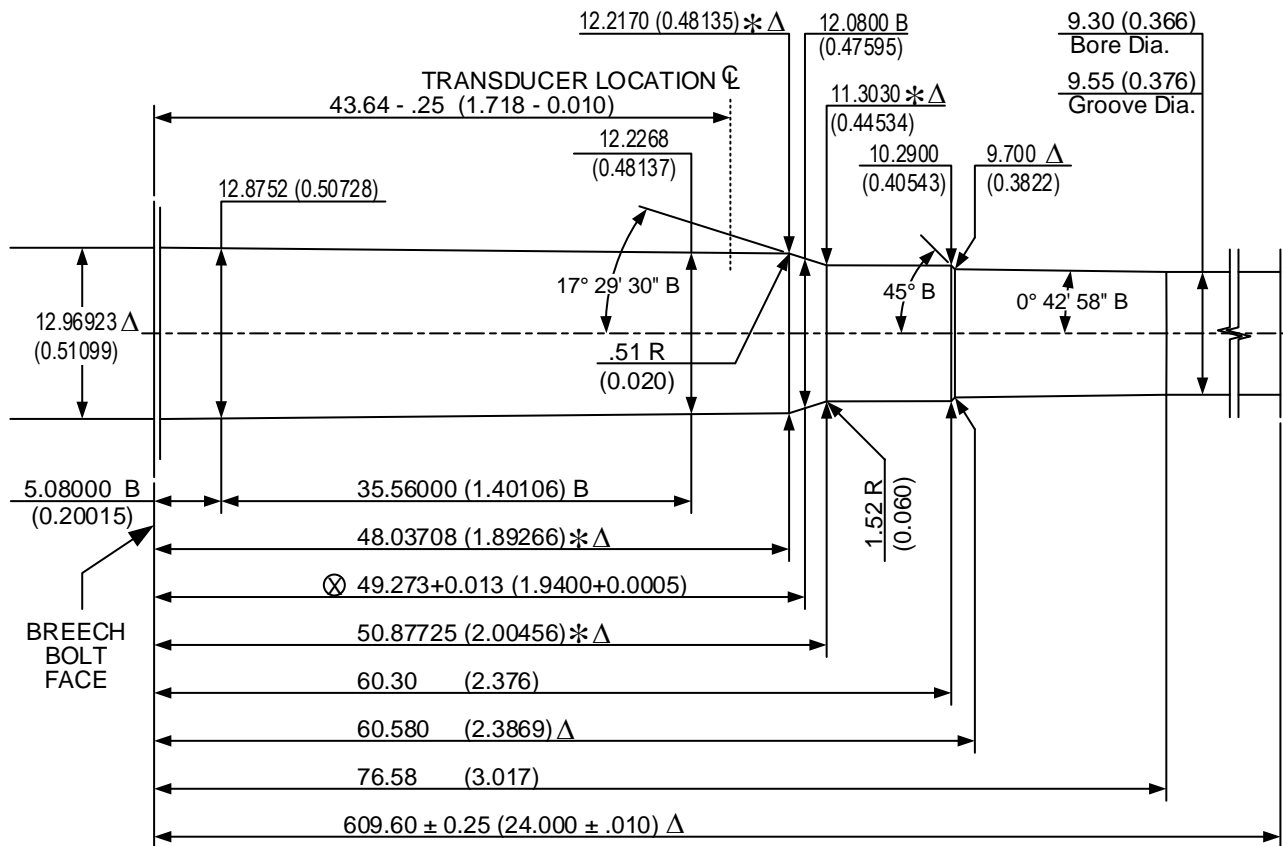 12.2170 (0.48135)✻ Δ
12.0800 B
(0.47595)
9.30 (0.366)
Bore Dia.
9.55 (0.376)
Groove Dia.
TRANSDUCER LOCATION ℄
43.64 - .25 (1.718 - 0.010)
11.3030 ✻ Δ
(0.44534)
12.2268
(0.48137)
10.2900
(0.40543)
9.700 Δ
(0.3822)
12.8752 (0.50728)
17° 29' 30" B
45° B
0° 42' 58" B
12.96923 Δ
(0.51099)
.51 R
(0.020)
5.08000 B
(0.20015)
35.56000 (1.40106) B
1.52 R
(0.060)
48.03708 (1.89266)✻ Δ
⊗ 49.273+0.013 (1.9400+0.0005)
BREECH
BOLT
FACE
50.87725 (2.00456)✻ Δ
60.30 (2.376)
60.580 (2.3869) Δ
76.58 (3.017)
609.60 ± 0.25 (24.000 ± .010) Δ